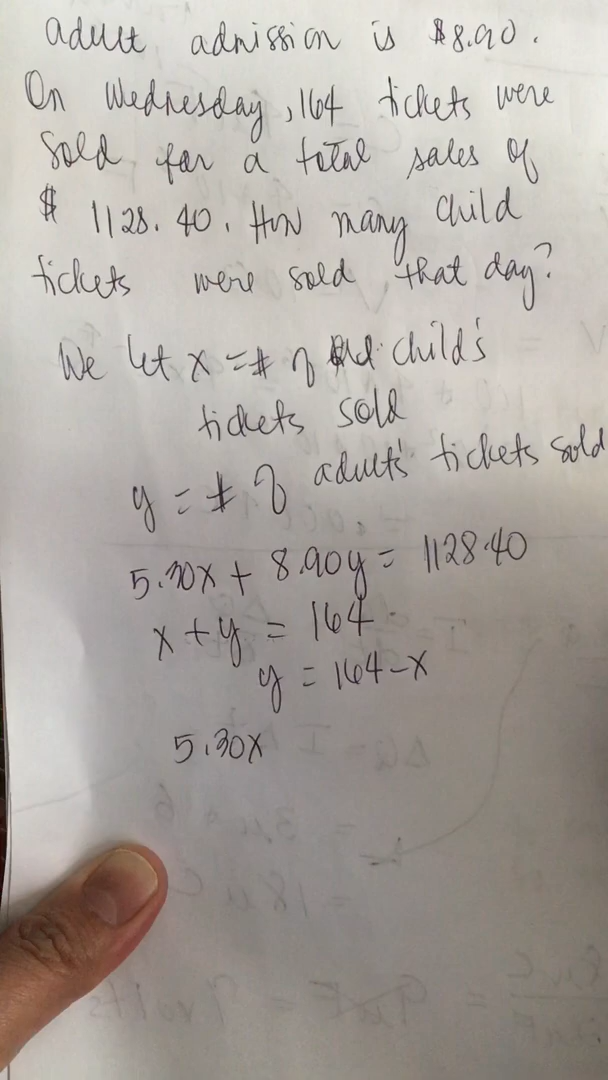 adult admission is $8.90.
On Wednesday, 164 tickets were
sold for a total sales of
$ 1128.40. How many child
tickets were sold that day?
We let x = # of child's
tickets sold
y = # of adult's tickets sold
5.30x + 8.90y = 1128.40
x + y = 164
y = 164-x
5.30x